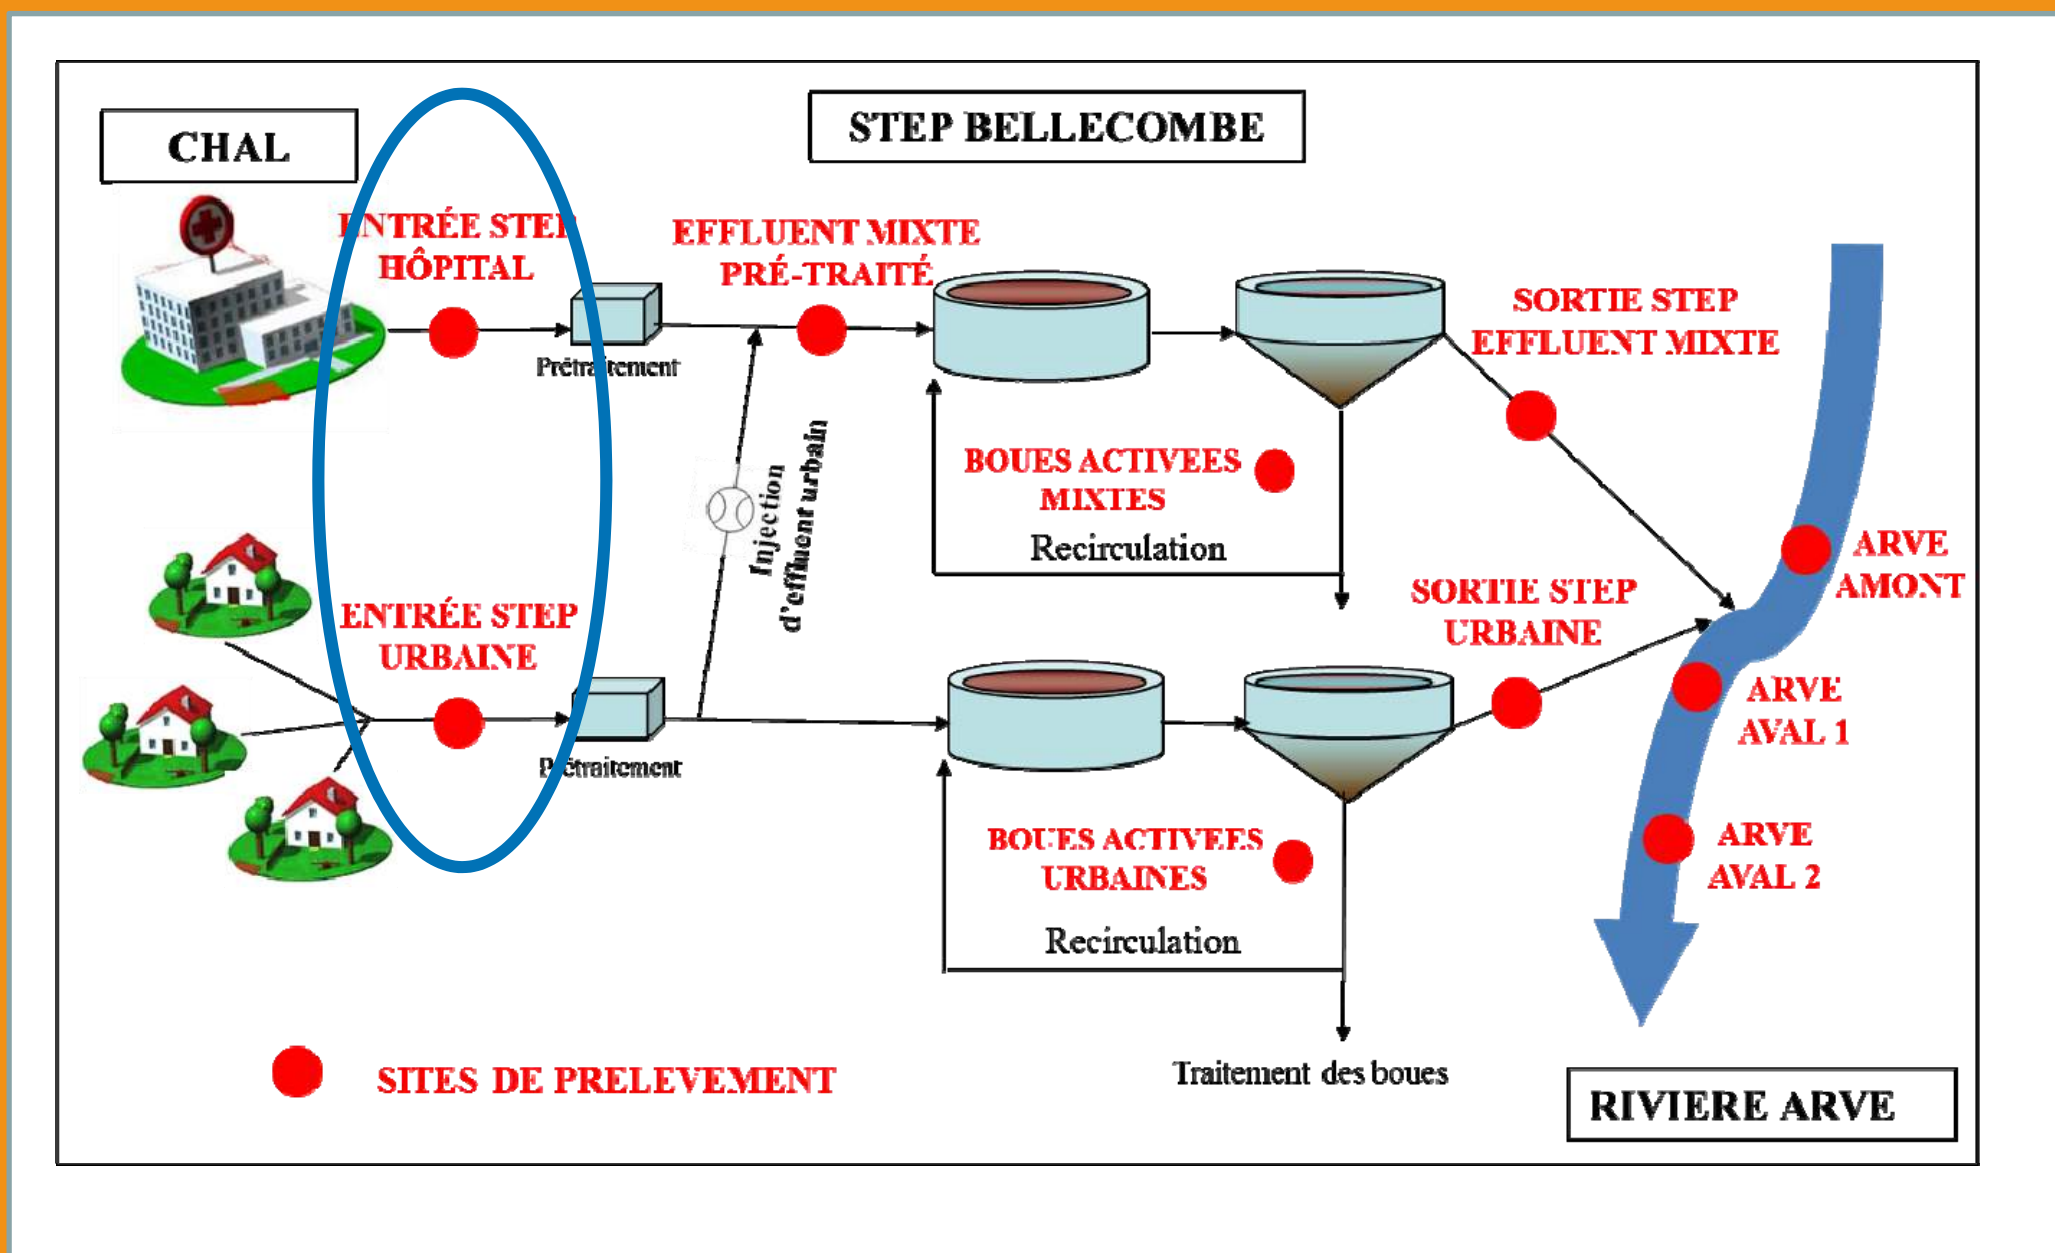 CHAL
STEP BELLECOMBE
ENTRÉE STEP
HÔPITAL
EFFLUENT MIXTE
PRÉ-TRAITÉ
SORTIE STEP
EFFLUENT MIXTE
Prétraitement
Injection
d'effluent urbain
BOUES ACTIVEES
MIXTES
Recirculation
ARVE
AMONT
ENTRÉE STEP
URBAINE
SORTIE STEP
URBAINE
ARVE
AVAL 1
Prétraitement
BOUES ACTIVEES
URBAINES
ARVE
AVAL 2
Recirculation
SITES DE PRELEVEMENT
Traitement des boues
RIVIERE ARVE